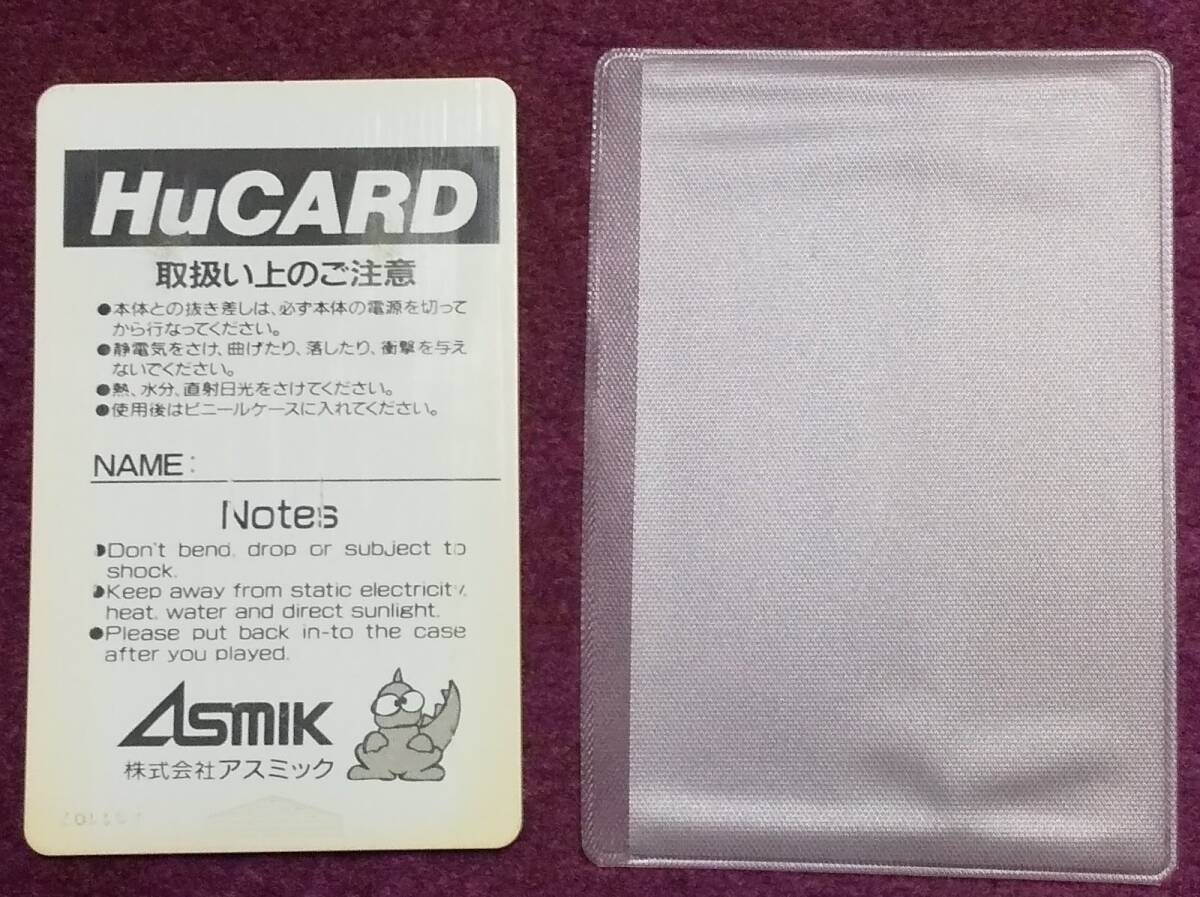 HuCARD
取扱い上のご注意
●本体との抜き差しは、必ず本体の電源を切って
から行なってください。
●静電気をさけ、曲げたり、落したり、衝撃を与え
ないでください。
●熱、水分、直射日光をさけてください。
●使用後はビニールケースに入れてください。
NAME:
Notes
●Don't bend, drop or subject to
shock.
●Keep away from static electricity,
heat, water and direct sunlight.
●Please put back in-to the case
after you played.
ASMIK
株式会社アスミック